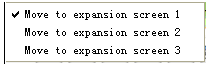 Move to expansion screen 1
Move to expansion screen 2
Move to expansion screen 3